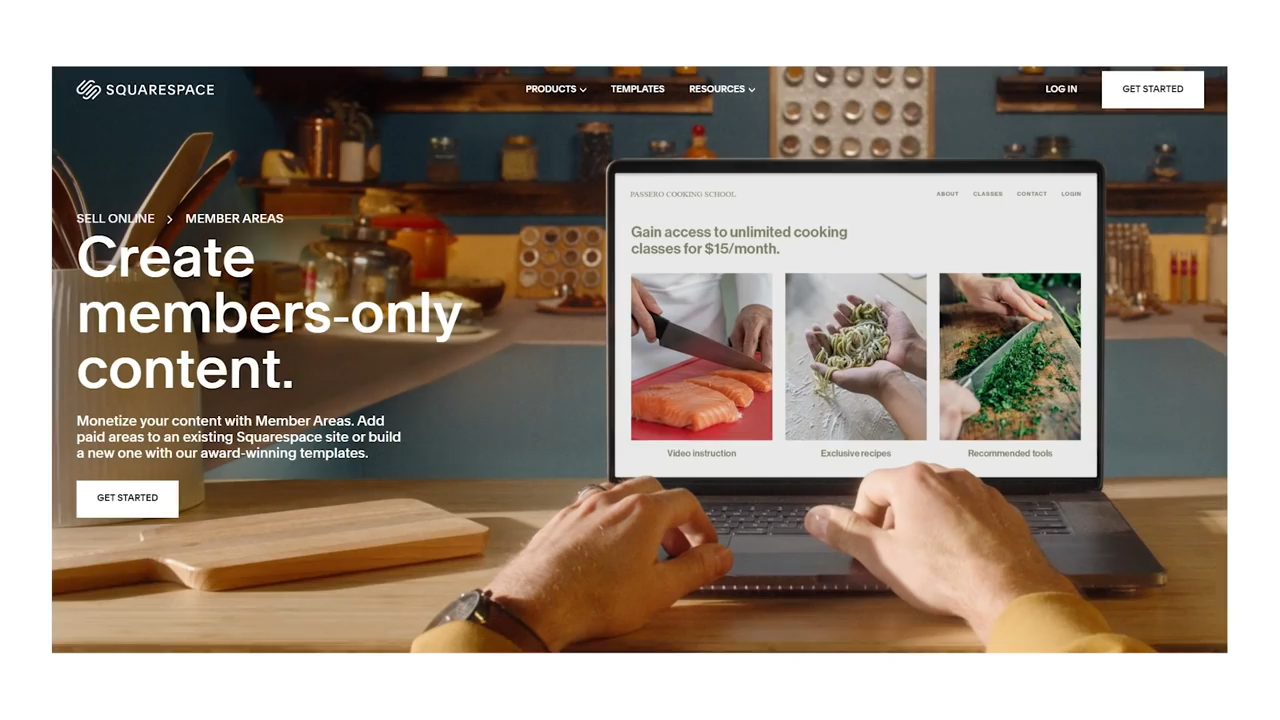 SQUARESPACE
PRODUCTS
TEMPLATES
RESOURCES
LOG IN
GET STARTED
SELL ONLINE > MEMBER AREAS
Create
members-only
content.
Monetize your content with Member Areas. Add
paid areas to an existing Squarespace site or build
a new one with our award-winning templates.
GET STARTED
PASSERO COOKING SCHOOL
ABOUT
CLASSES
CONTACT
LOGIN
Gain access to unlimited cooking
classes for $15/month.
Video instruction
Exclusive recipes
Recommended tools